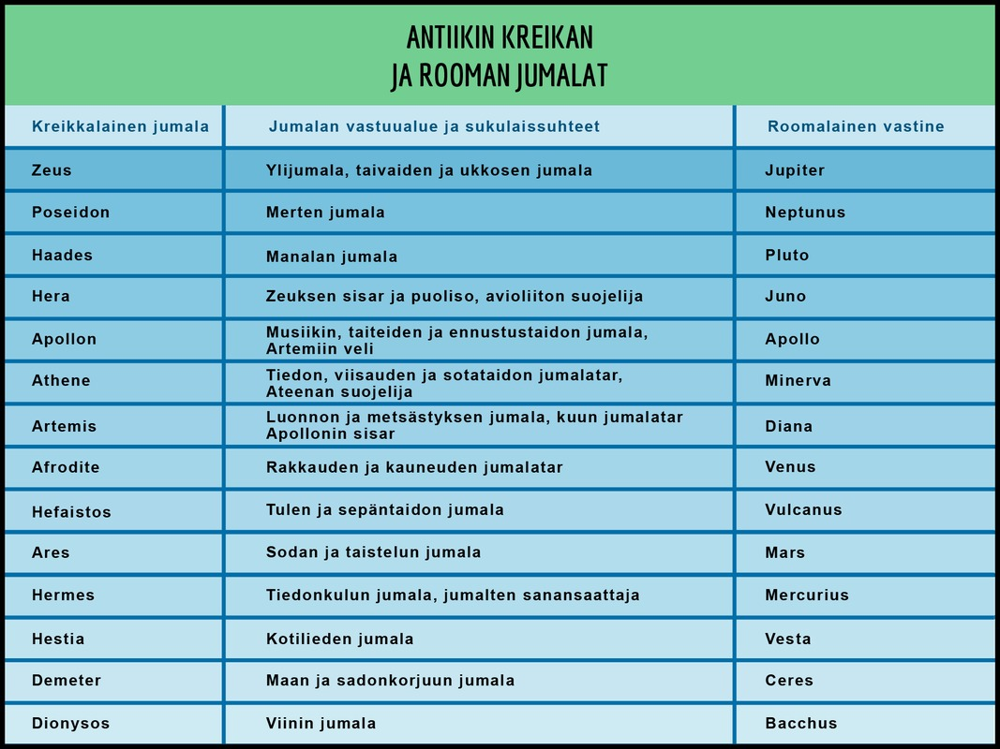 ANTIIKIN KREIKAN
JA ROOMAN JUMALAT
Kreikkalainen jumala Jumalan vastuualue ja sukulaissuhteet Roomalainen vastine
Zeus Ylijumala, taivaiden ja ukkosen jumala Jupiter
Poseidon Merten jumala Neptunus
Haades Manalan jumala Pluto
Hera Zeuksen sisar ja puoliso, avioliiton suojelija Juno
Apollon Musiikin, taiteiden ja ennustustaidon jumala, Apollo
Artemiin veli
Athene Tiedon, viisauden ja sotataidon jumalatar, Minerva
Ateenan suojelija
Artemis Luonnon ja metsästyksen jumala, kuun jumalatar Diana
Apollonin sisar
Afrodite Rakkauden ja kauneuden jumalatar Venus
Hefaistos Tulen ja sepäntaidon jumala Vulcanus
Ares Sodan ja taistelun jumala Mars
Hermes Tiedonkulun jumala, jumalten sanansaattaja Mercurius
Hestia Kotilieden jumala Vesta
Demeter Maan ja sadonkorjuun jumala Ceres
Dionysos Viinin jumala Bacchus